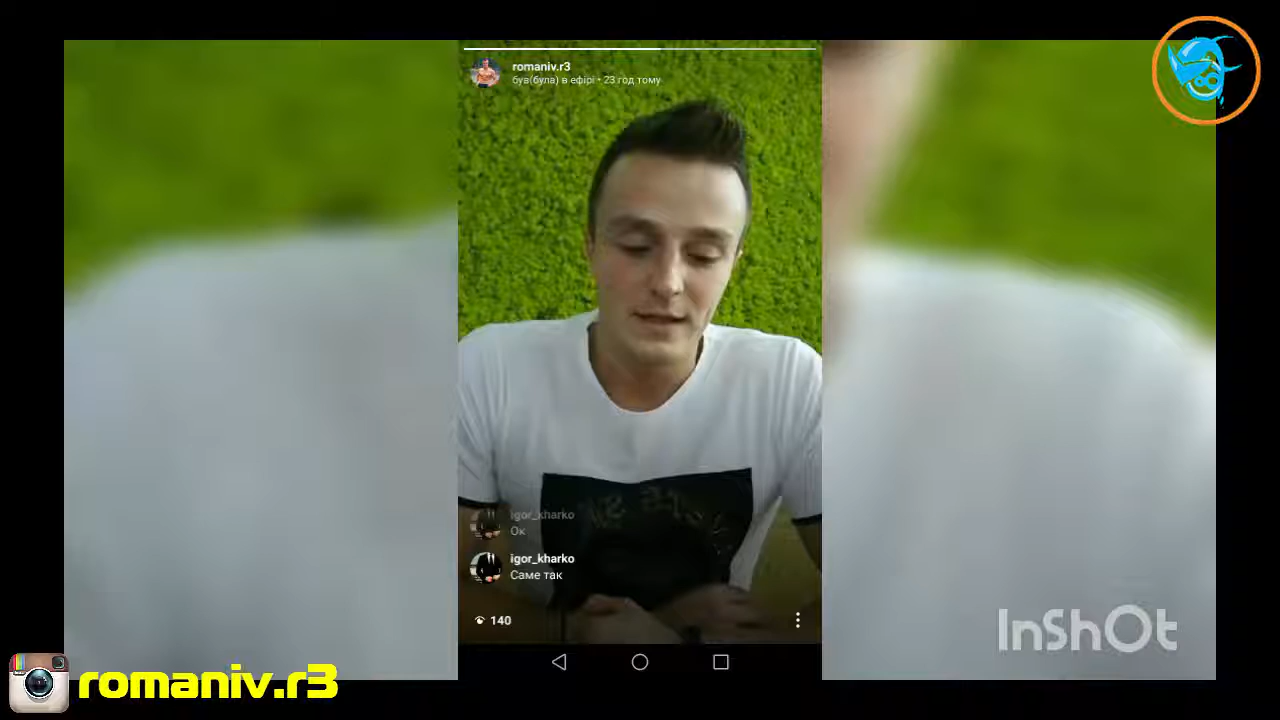 romaniv.r3
був(була) в ефірі • 23 год тому
igor_kharko
Ок
igor_kharko
Саме так
140
InShOt
romaniv.r3